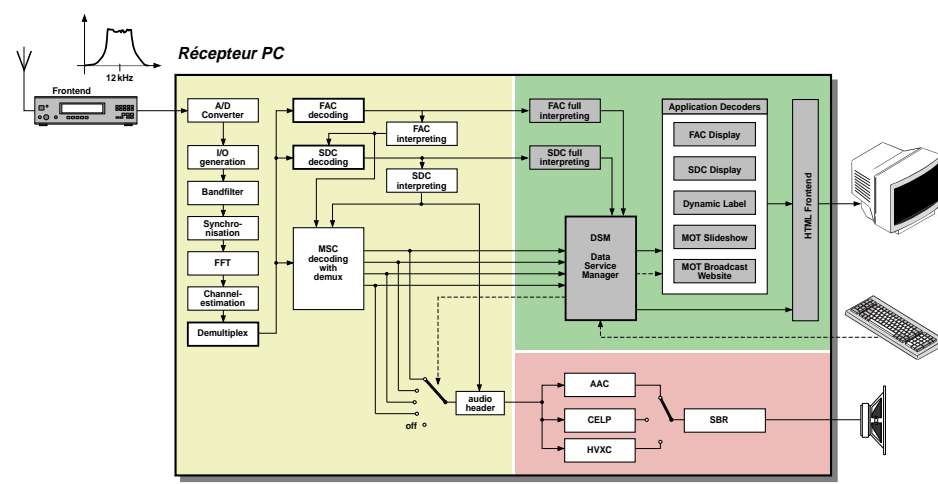 Récepteur PC
12 kHz
Frontend
A/D
Converter
I/O
generation
Bandfilter
Synchro-
nisation
FFT
Channel-
estimation
Demultiplex
FAC
decoding
FAC
interpreting
SDC
decoding
SDC
interpreting
MSC
decoding
with
demux
off
audio
header
FAC full
interpreting
SDC full
interpreting
DSM
Data
Service
Manager
Application Decoders
FAC Display
SDC Display
Dynamic Label
MOT Slideshow
MOT Broadcast
Website
HTML Frontend
AAC
CELP
HVXC
SBR